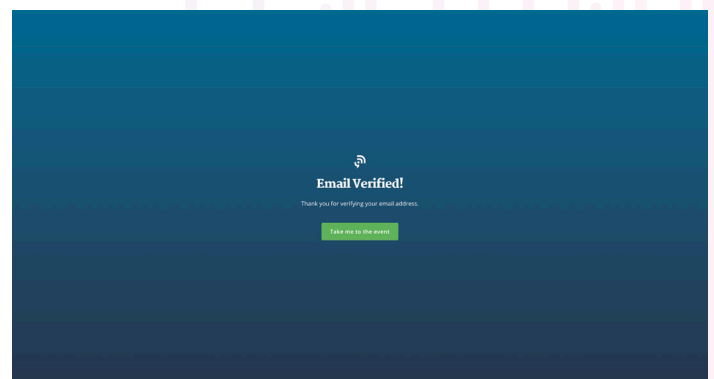 Email Verified!
Thank you for verifying your email address.
Take me to the event